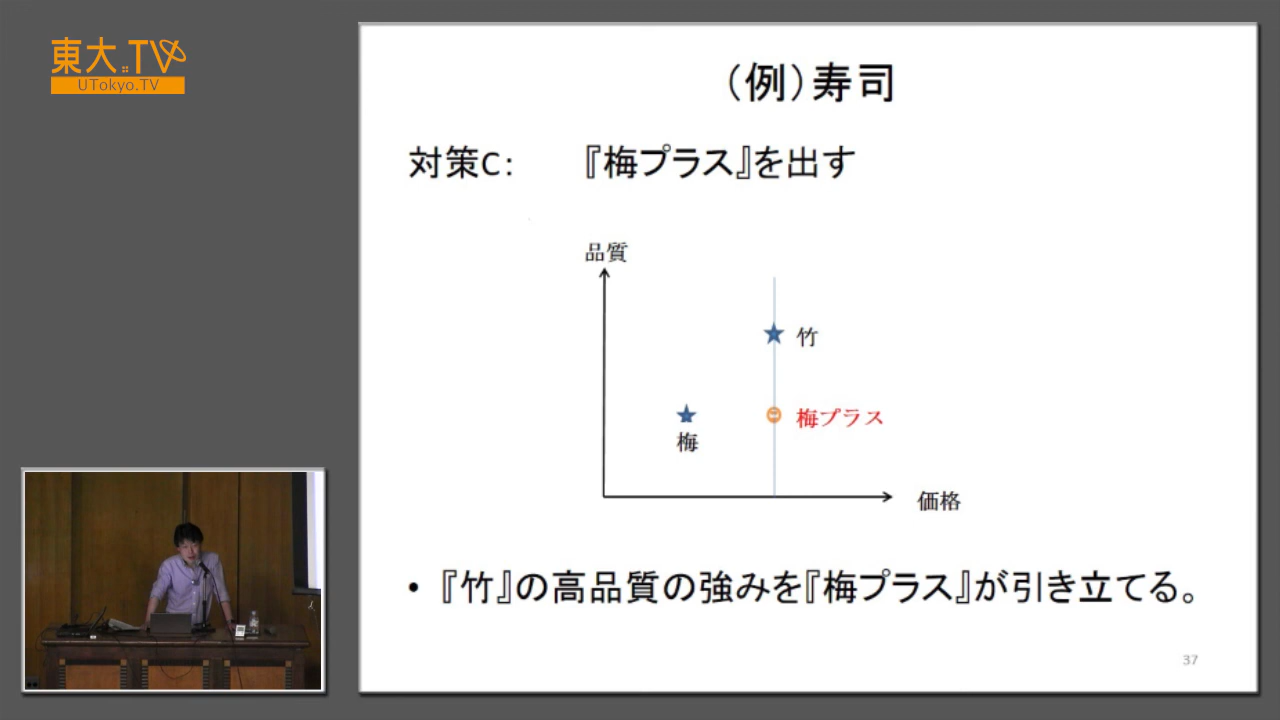 東大.TV
UTokyo.TV
（例）寿司
対策C： 『梅プラス』を出す
品質
竹
梅プラス
梅
価格
• 『竹』の高品質の強みを『梅プラス』が引き立てる。
37